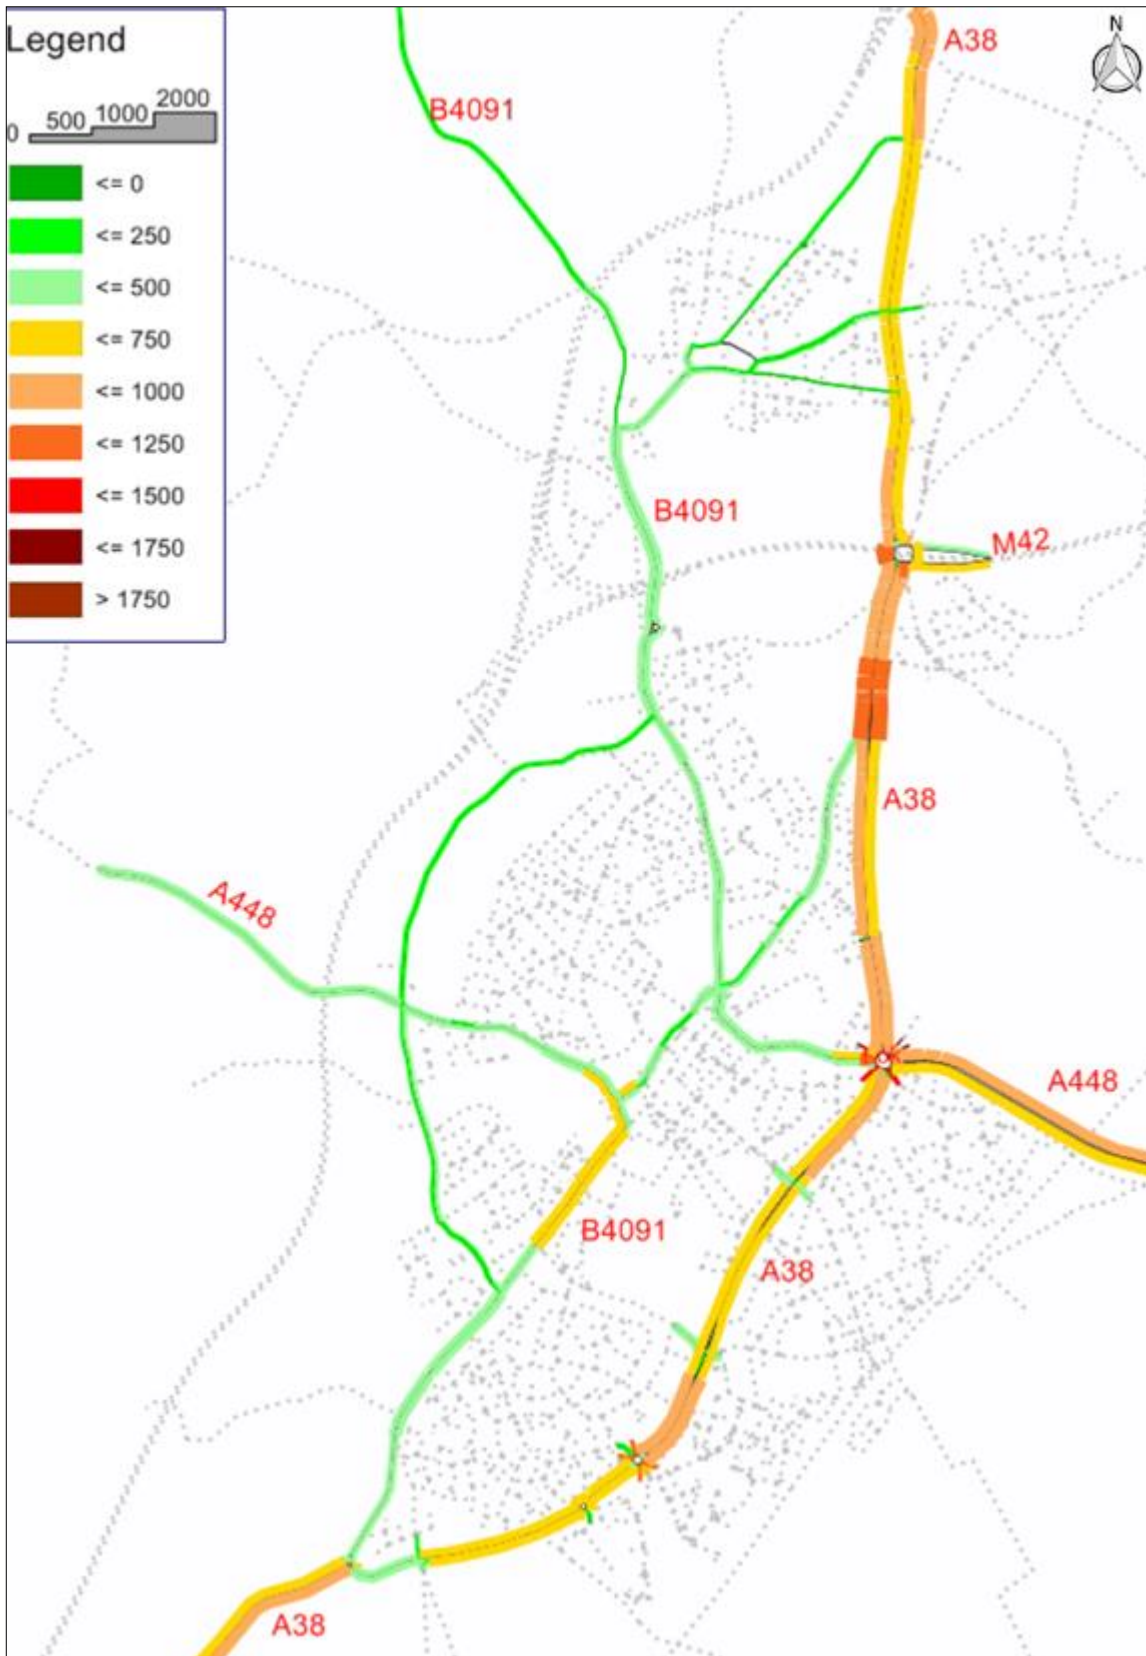 Legend
0 500 1000 2000
<= 0
<= 250
<= 500
<= 750
<= 1000
<= 1250
<= 1500
<= 1750
> 1750
N
A38
B4091
B4091
M42
A38
A448
A448
B4091
A38
A38